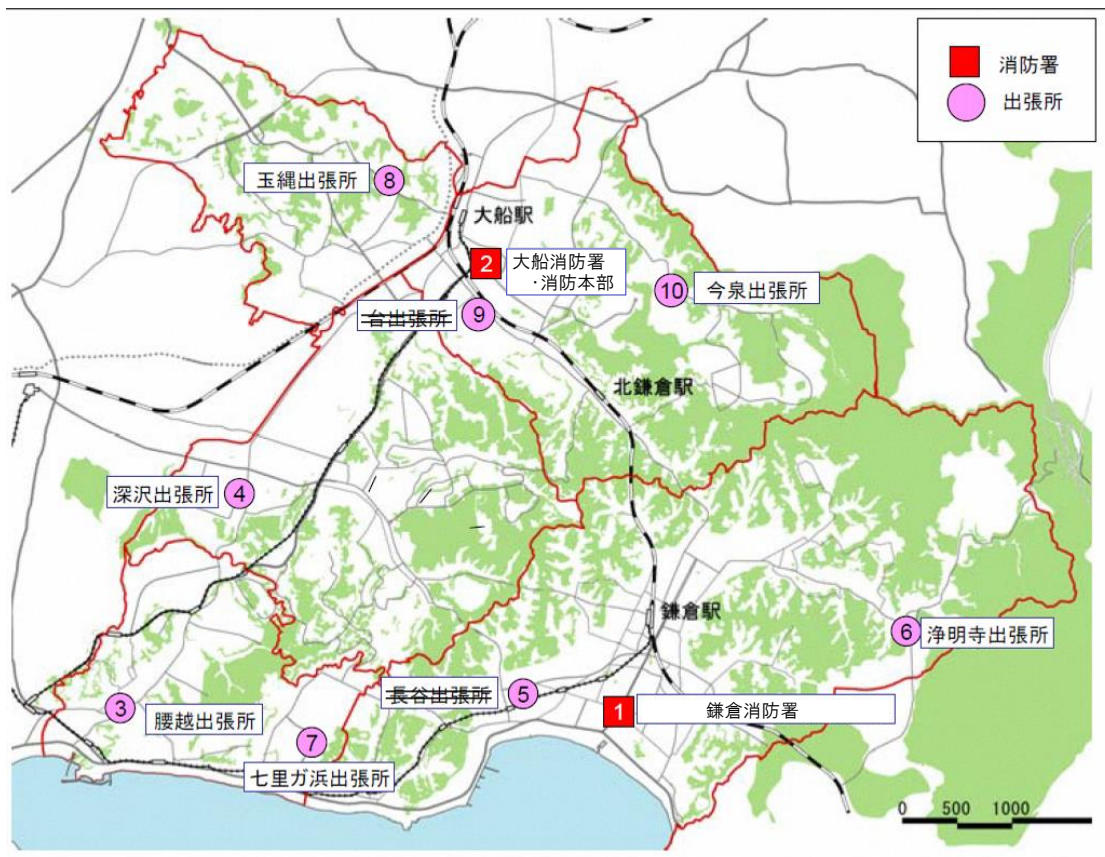 消防署
出張所
玉縄出張所
8
大船駅
2
大船消防署
・消防本部
10
今泉出張所
台出張所
9
北鎌倉駅
深沢出張所
4
鎌倉駅
6
浄明寺出張所
長谷出張所
5
1
鎌倉消防署
3
腰越出張所
7
七里ガ浜出張所
0 500 1000